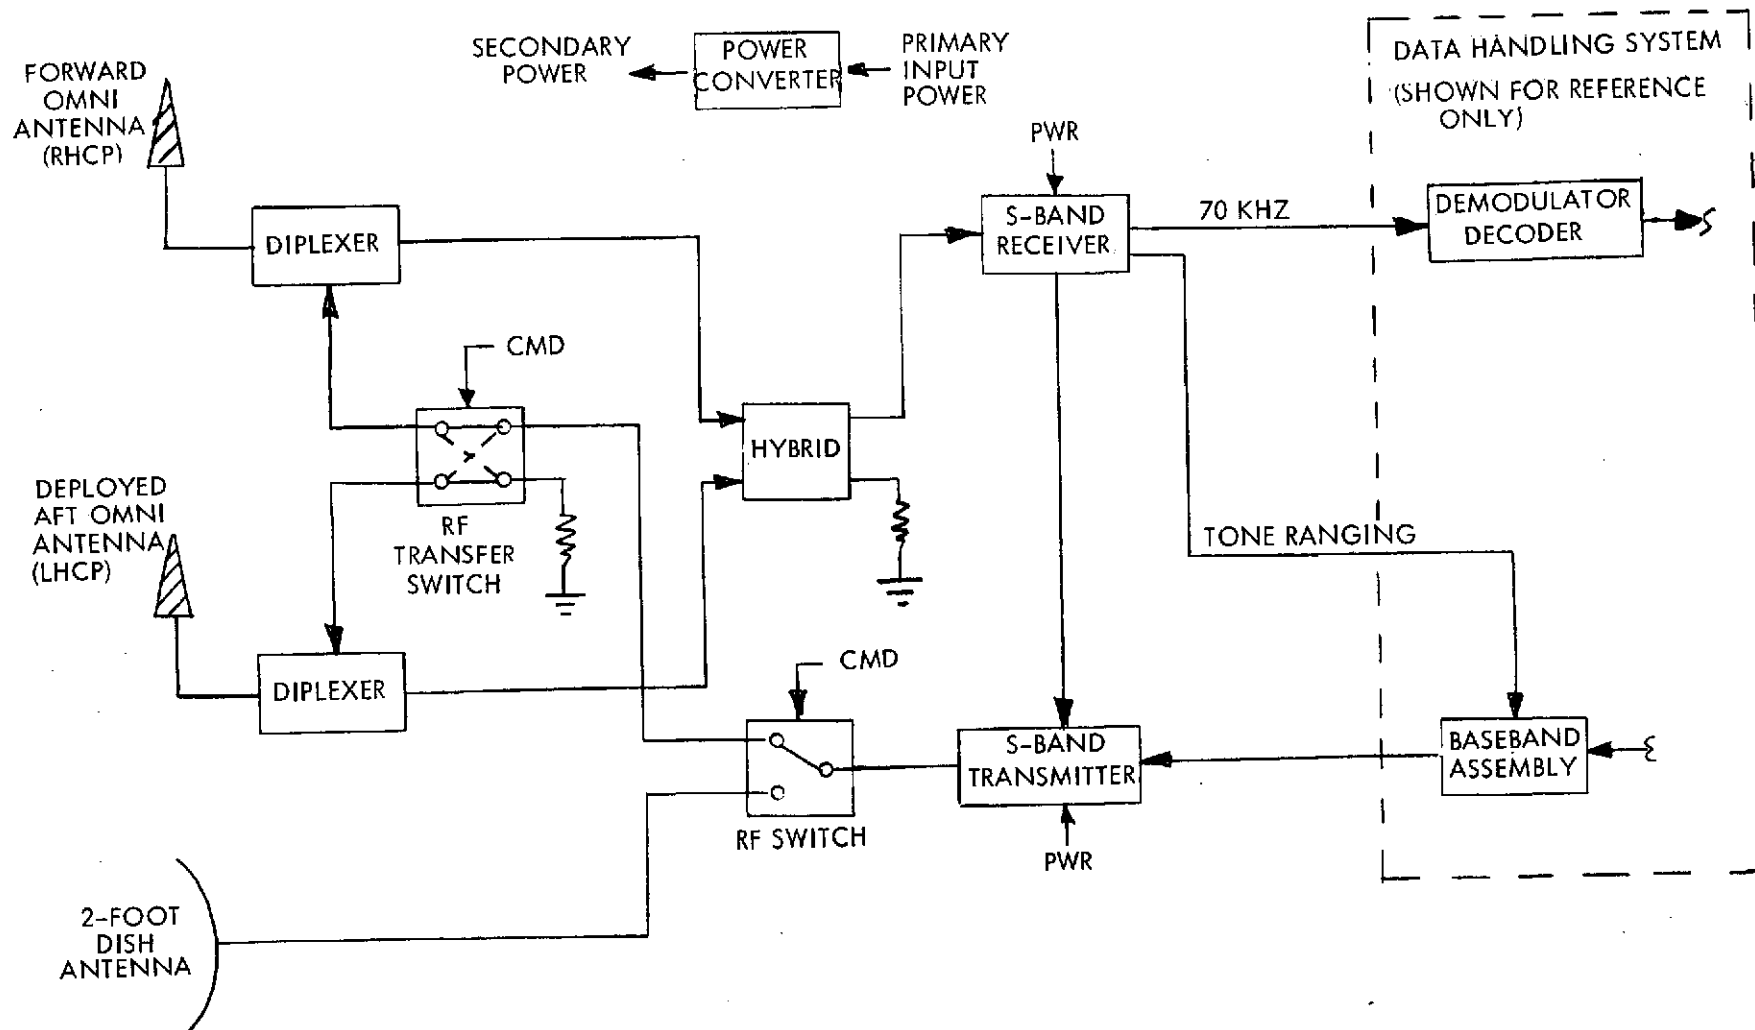 FORWARD
OMNI
ANTENNA
(RHCP)
SECONDARY
POWER
POWER
CONVERTER
PRIMARY
INPUT
POWER
DATA HANDLING SYSTEM
(SHOWN FOR REFERENCE
ONLY)
PWR
DIPLEXER
S-BAND
RECEIVER
70 KHZ
DEMODULATOR
DECODER
CMD
HYBRID
RF
TRANSFER
SWITCH
DEPLOYED
AFT OMNI
ANTENNA
(LHCP)
TONE RANGING
DIPLEXER
CMD
RF SWITCH
S-BAND
TRANSMITTER
PWR
BASEBAND
ASSEMBLY
2-FOOT
DISH
ANTENNA